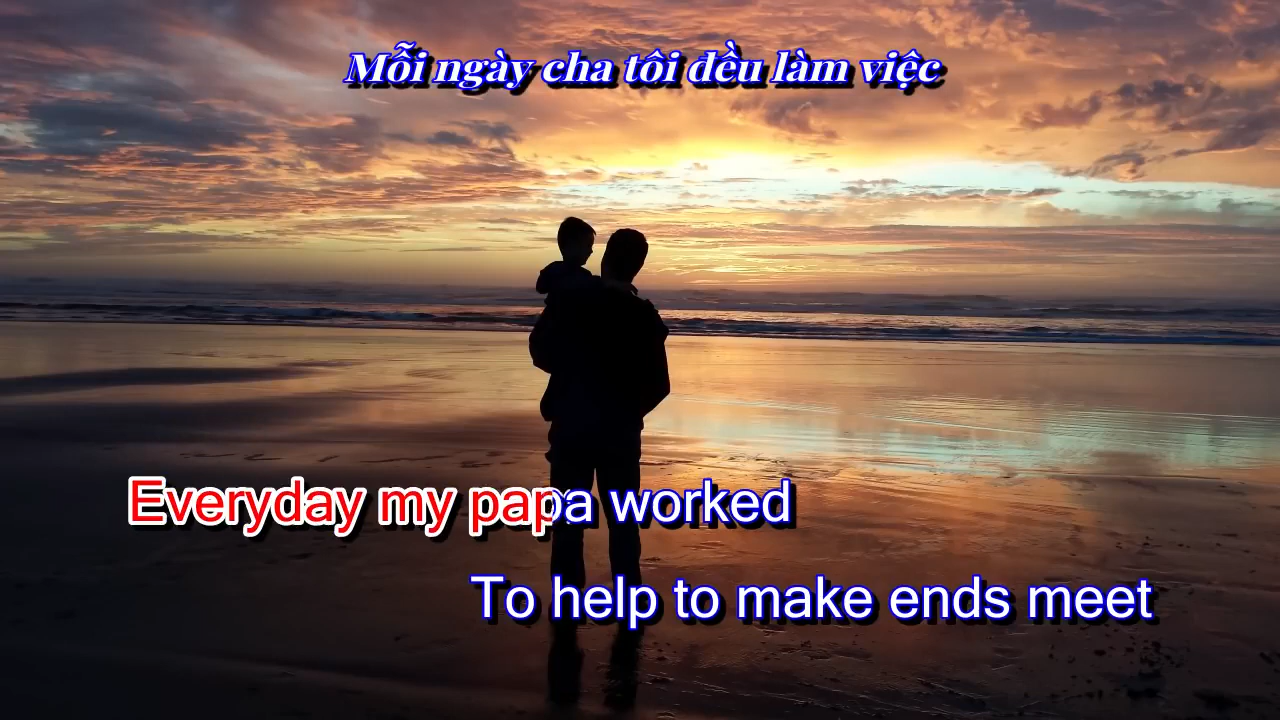 Mỗi ngày cha tôi đều làm việc
Everyday my papa worked
To help to make ends meet